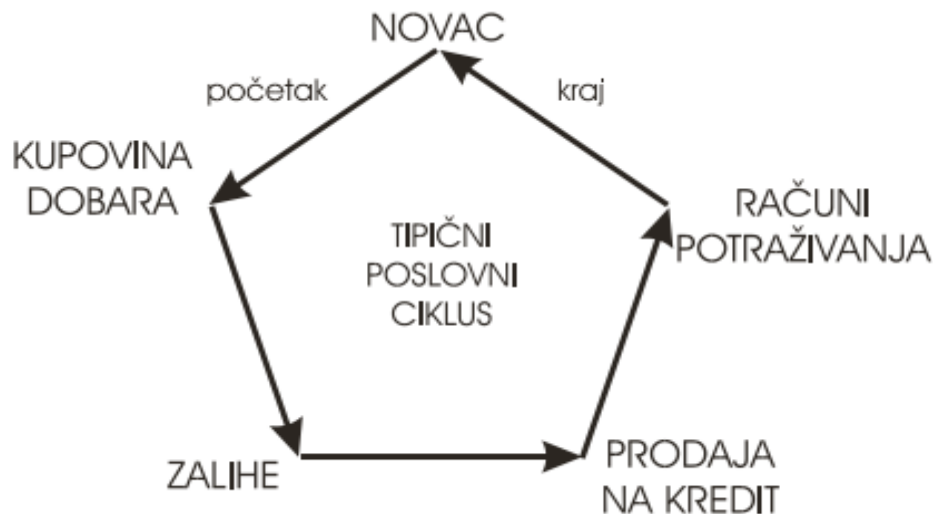 NOVAC
početak
kraj
KUPOVINA
DOBARA
RAČUNI
POTRAŽIVANJA
TIPIČNI
POSLOVNI
CIKLUS
ZALIHE
PRODAJA
NA KREDIT